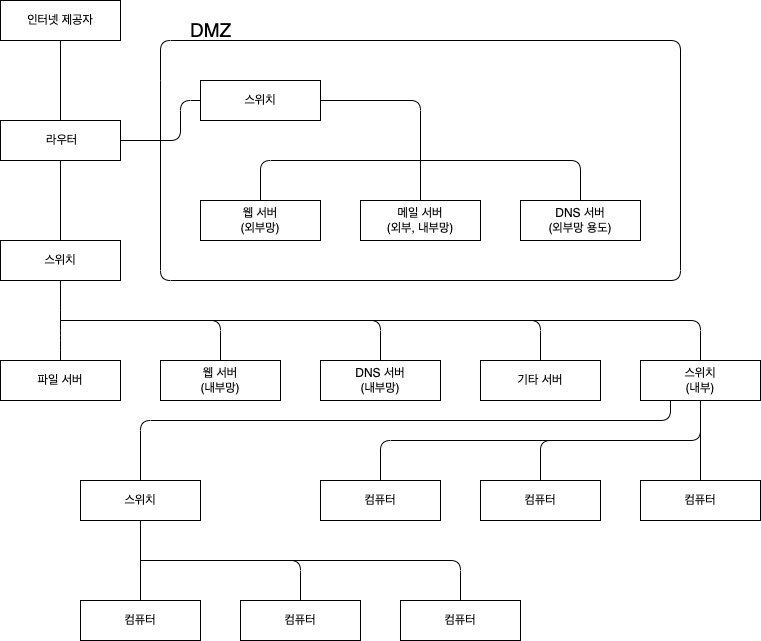 인터넷 제공자
DMZ
스위치
라우터
웹 서버
(외부망)
메일 서버
(외부, 내부망)
DNS 서버
(외부망 용도)
스위치
파일 서버
웹 서버
(내부망)
DNS 서버
(내부망)
기타 서버
스위치
(내부)
스위치
컴퓨터
컴퓨터
컴퓨터
컴퓨터
컴퓨터
컴퓨터